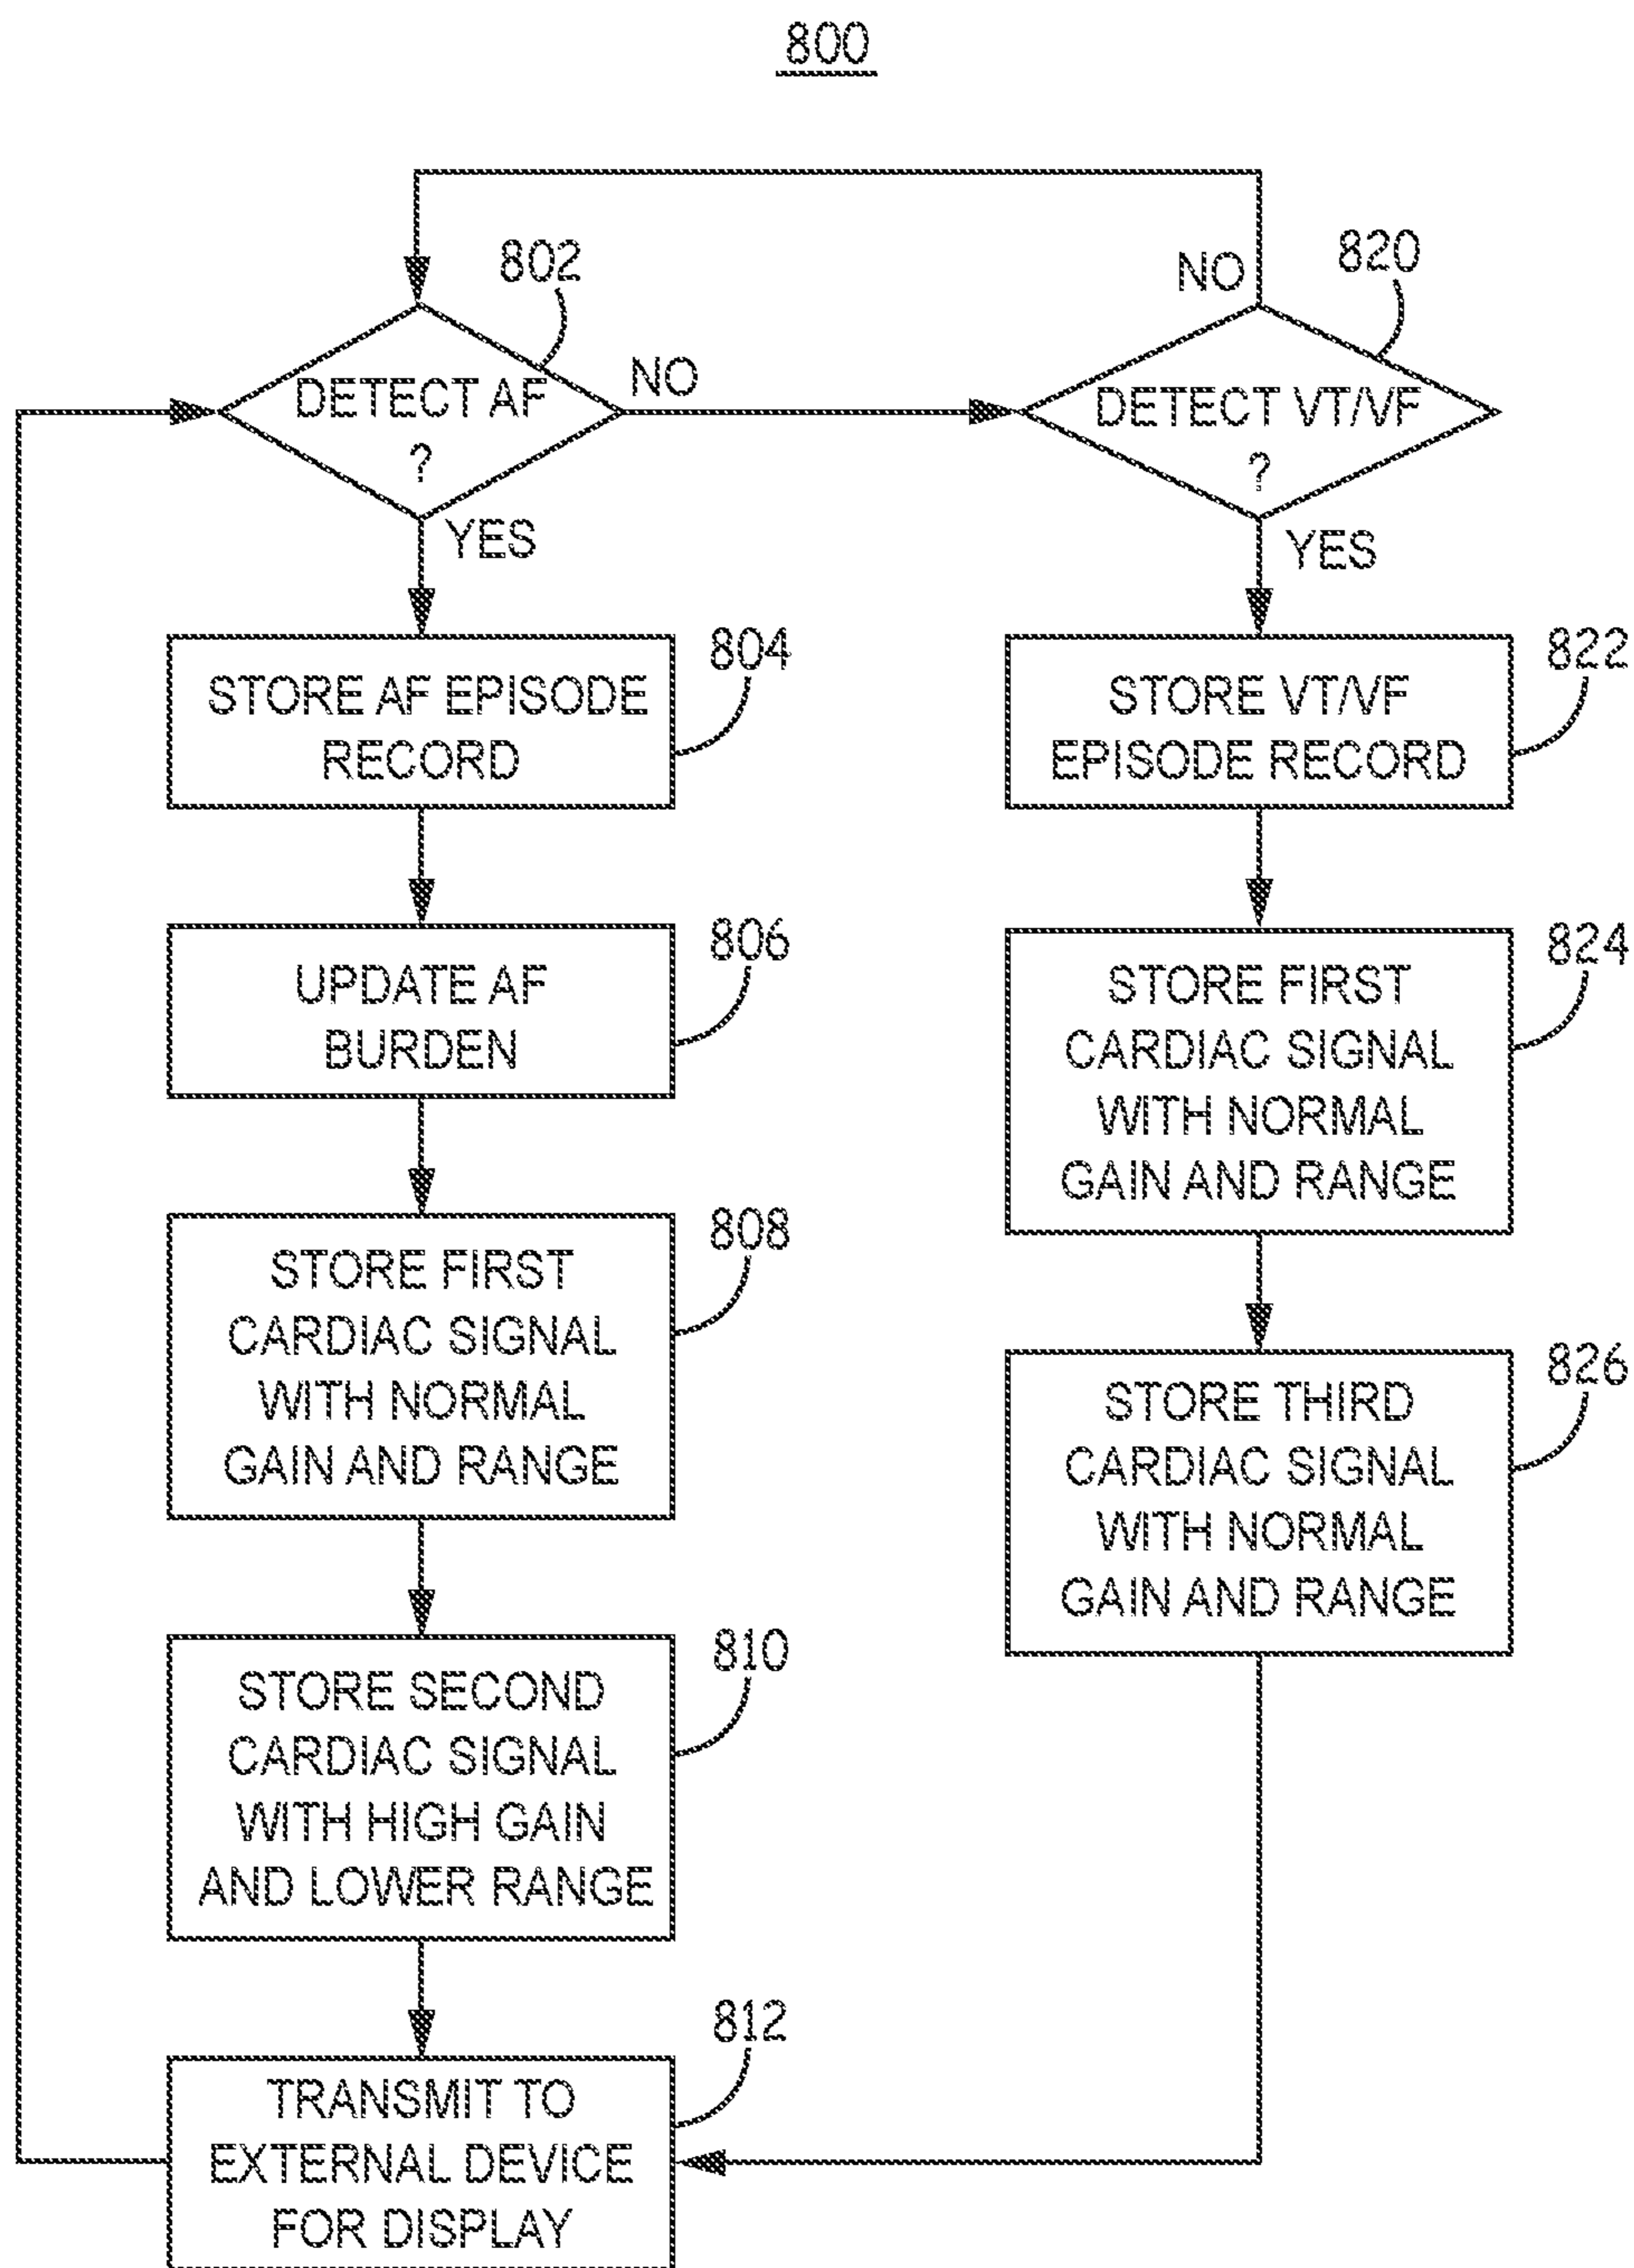 800
802
DETECT AF
?
NO
YES
820
NO
DETECT VT/VF
?
YES
804
STORE AF EPISODE
RECORD
806
UPDATE AF
BURDEN
808
STORE FIRST
CARDIAC SIGNAL
WITH NORMAL
GAIN AND RANGE
810
STORE SECOND
CARDIAC SIGNAL
WITH HIGH GAIN
AND LOWER RANGE
812
TRANSMIT TO
EXTERNAL DEVICE
FOR DISPLAY
822
STORE VT/VF
EPISODE RECORD
824
STORE FIRST
CARDIAC SIGNAL
WITH NORMAL
GAIN AND RANGE
826
STORE THIRD
CARDIAC SIGNAL
WITH NORMAL
GAIN AND RANGE